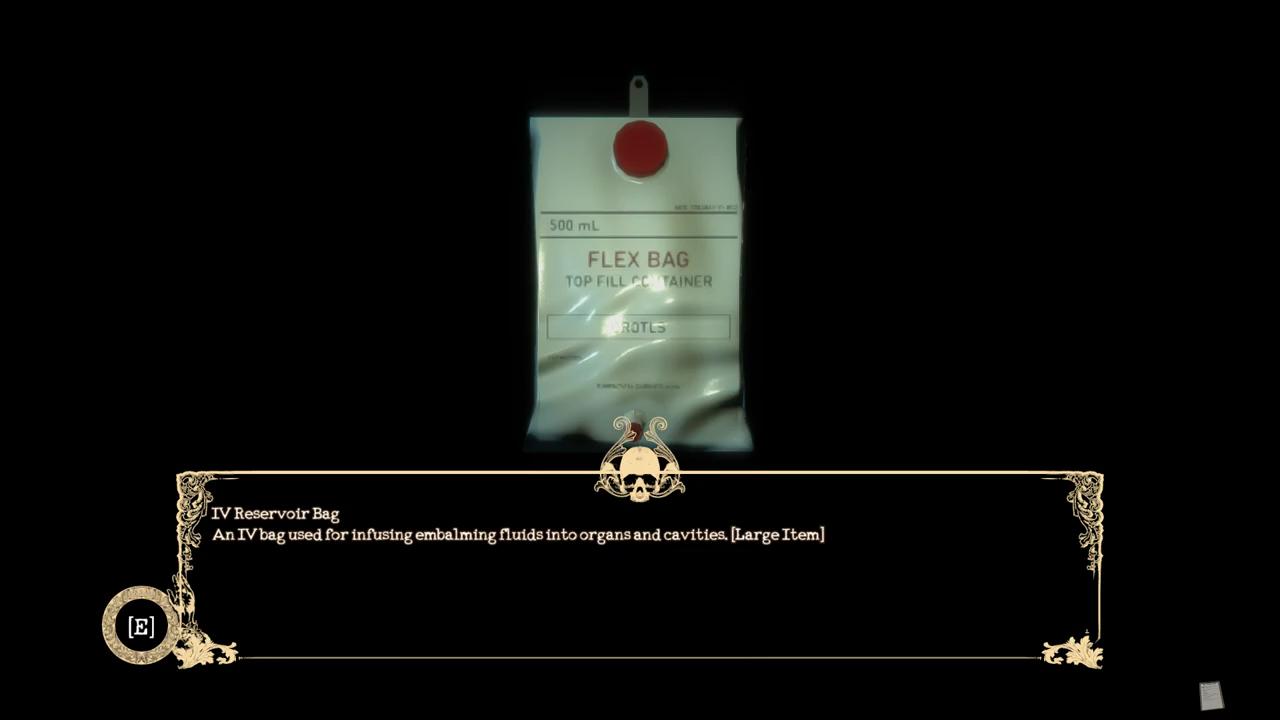 500 mL
FLEX BAG
TOP FILL CONTAINER
IV Reservoir Bag
An IV bag used for infusing embalming fluids into organs and cavities. [Large Item]
[E]